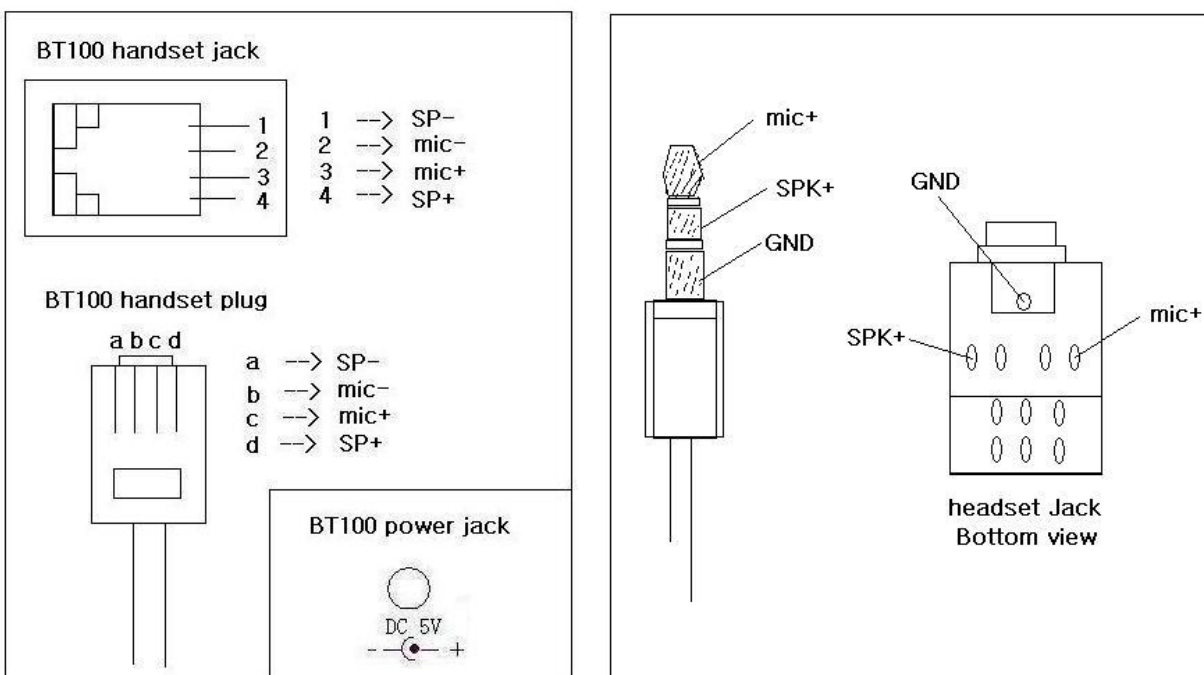 BT100 handset jack
1
2
3
4
1 --> SP-
2 --> mic-
3 --> mic+
4 --> SP+
BT100 handset plug
a b c d
a --> SP-
b --> mic-
c --> mic+
d --> SP+
BT100 power jack
DC 5V
- +
mic+
SPK+
GND
GND
SPK+
mic+
headset Jack
Bottom view